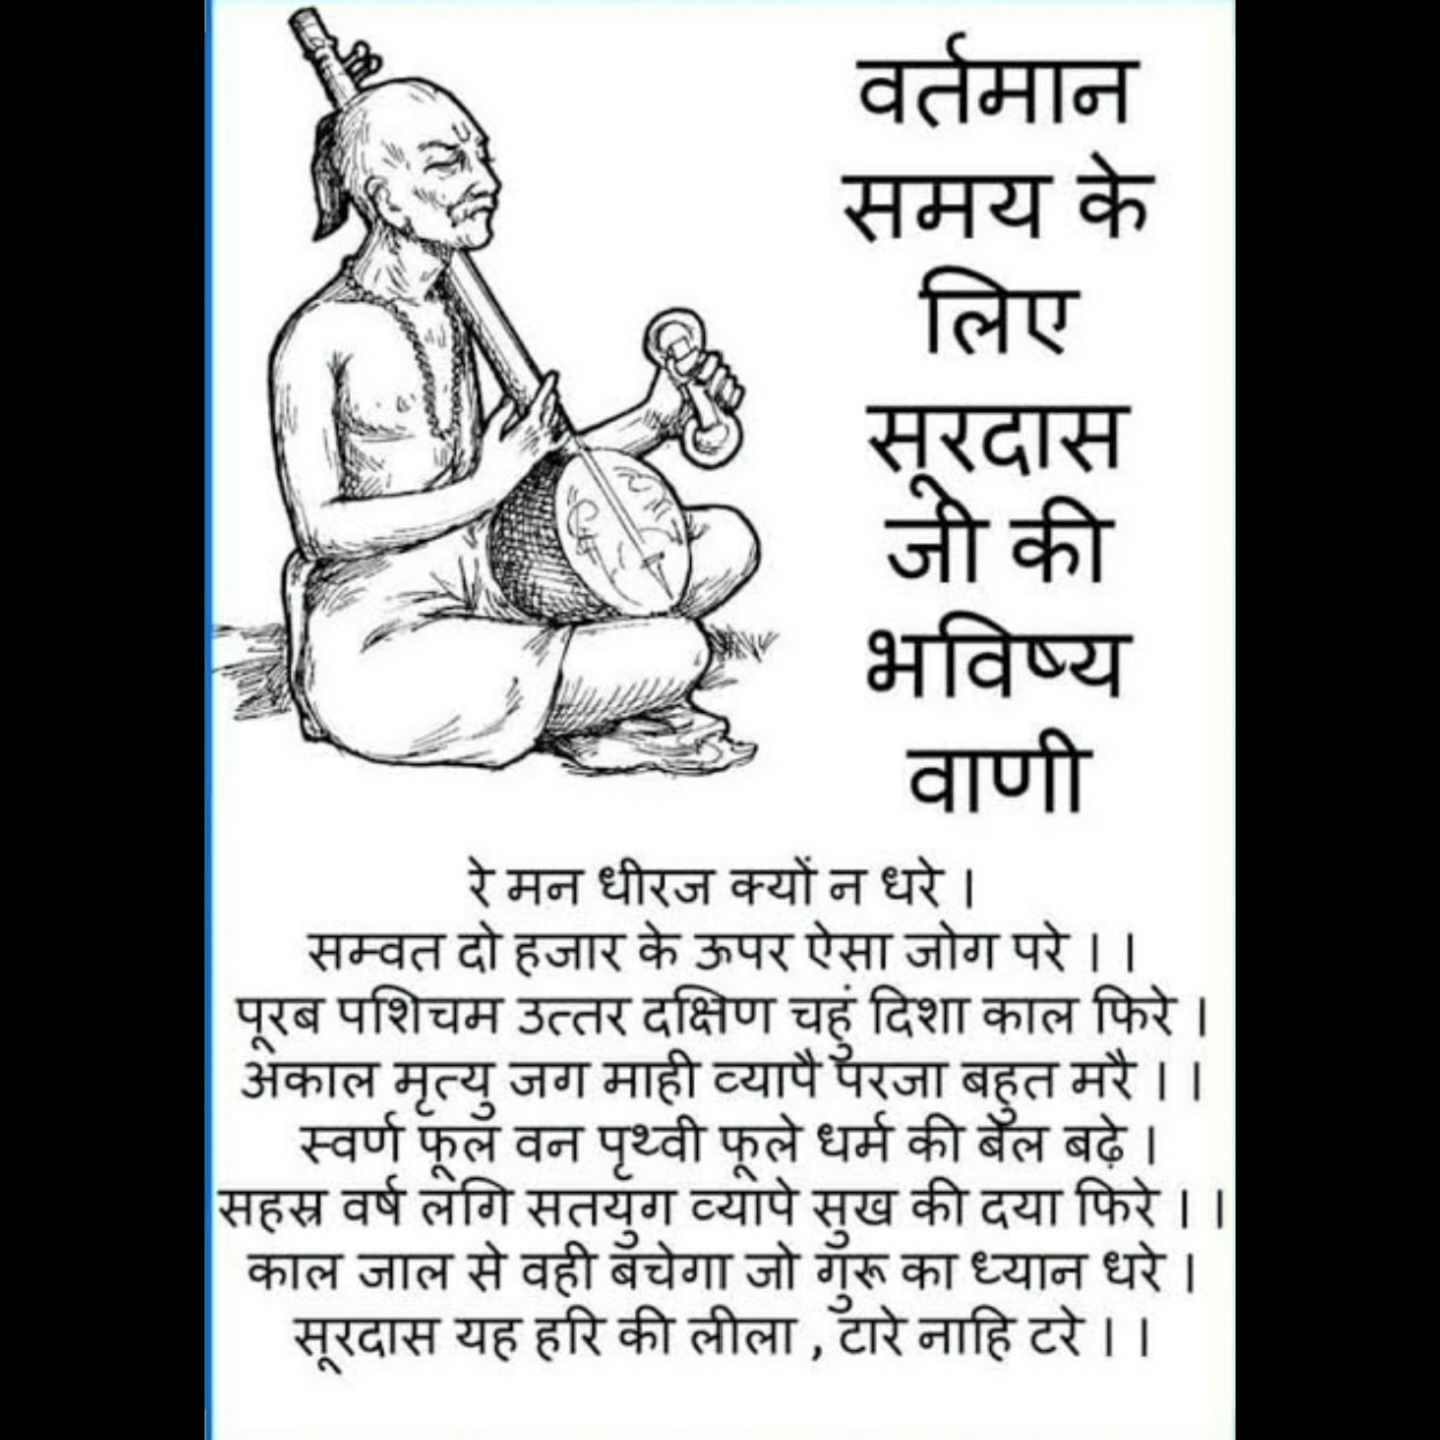 वर्तमान
समय के
लिए
सूरदास
जी की
भविष्य
वाणी
रे मन धीरज क्यों न धरे ।
सम्वत दो हजार के ऊपर ऐसा जोग परे । ।
पूरब पशिचम उत्तर दक्षिण चहुं दिशा काल फिरे ।
अकाल मृत्यु जग माही व्यापै परजा बहुत मरै । ।
स्वर्ण फूल वन पृथ्वी फूले धर्म की बेल बढ़े ।
सहस्र वर्ष लगि सतयुग व्यापे सुख की दया फिरे । ।
काल जाल से वही बचेगा जो गुरू का ध्यान धरे ।
सूरदास यह हरि की लीला , टारे नाहि टरे । ।